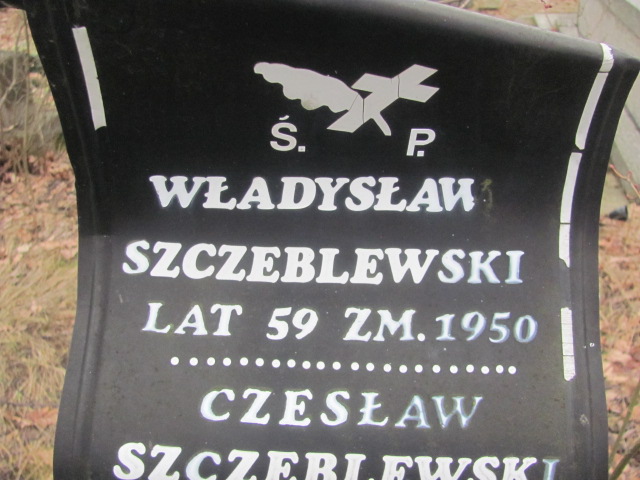 Ś. P.
WŁADYSŁAW
SZCZEBLEWSKI
LAT 59 ZM. 1950
CZESŁAW
SZCZEBLEWSKI